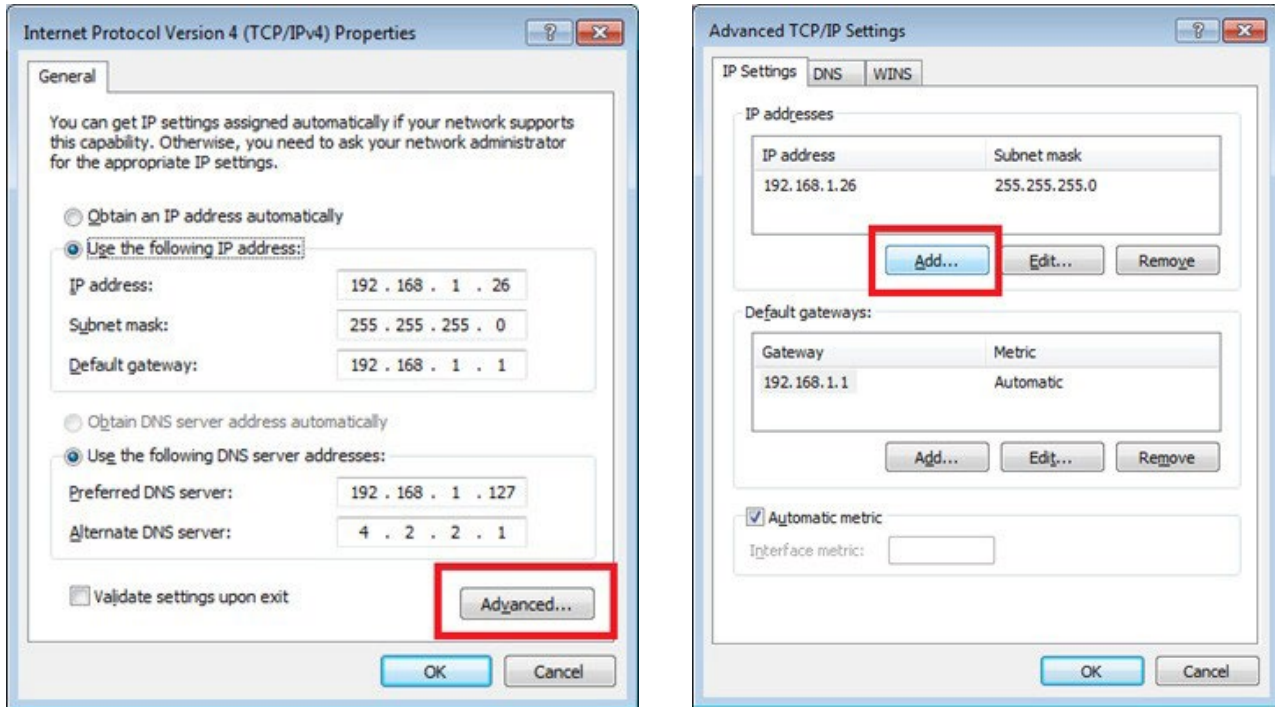 Internet Protocol Version 4 (TCP/IPv4) Properties
General
You can get IP settings assigned automatically if your network supports
this capability. Otherwise, you need to ask your network administrator
for the appropriate IP settings.
Obtain an IP address automatically
Use the following IP address:
IP address: 192 . 168 . 1 . 26
Subnet mask: 255 . 255 . 255 . 0
Default gateway: 192 . 168 . 1 . 1
Obtain DNS server address automatically
Use the following DNS server addresses:
Preferred DNS server: 192 . 168 . 1 . 127
Alternate DNS server: 4 . 2 . 2 . 1
Validate settings upon exit
Advanced...
OK Cancel
Advanced TCP/IP Settings
IP Settings DNS WINS
IP addresses
IP address Subnet mask
192.168.1.26 255.255.255.0
Add... Edit... Remove
Default gateways:
Gateway Metric
192.168.1.1 Automatic
Add... Edit... Remove
Automatic metric
Interface metric:
OK Cancel